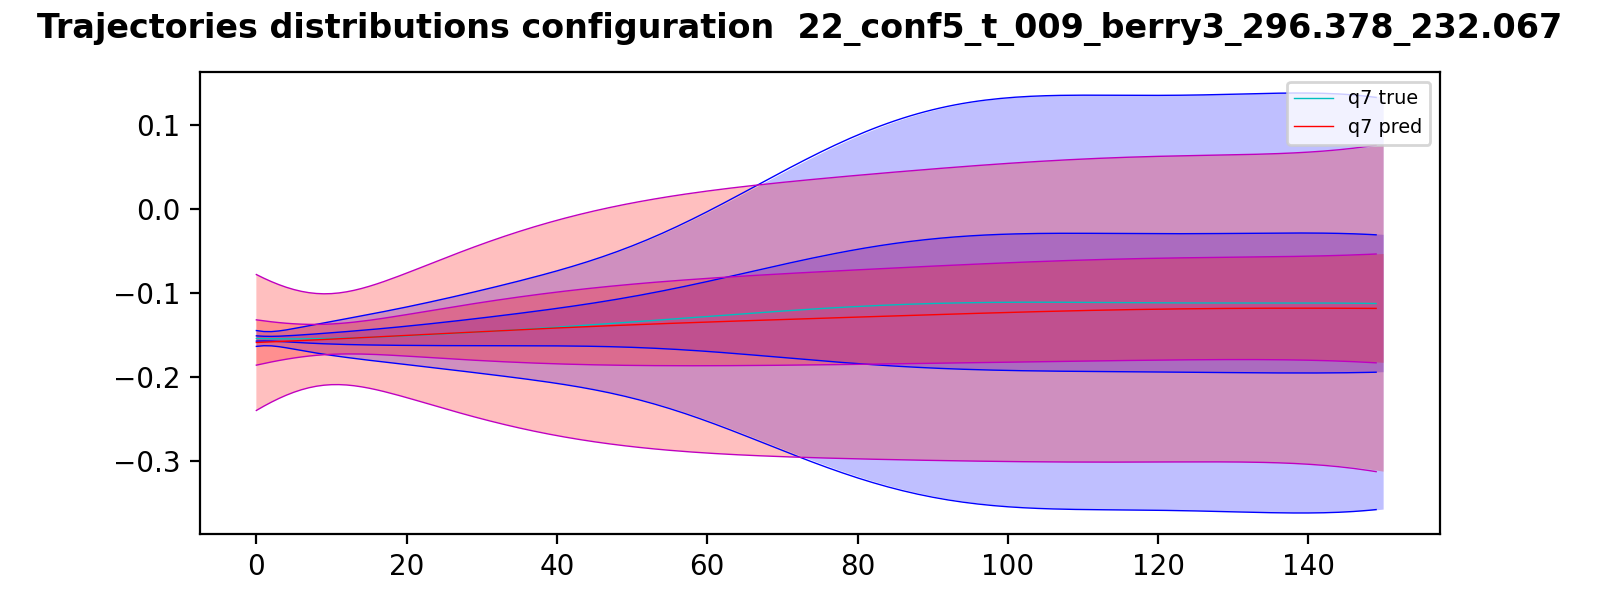 Trajectories distributions configuration  22_conf5_t_009_berry3_296.378_232.067
q7 true
q7 pred
0.1
0.0
−0.1
−0.2
−0.3
0 20 40 60 80 100 120 140